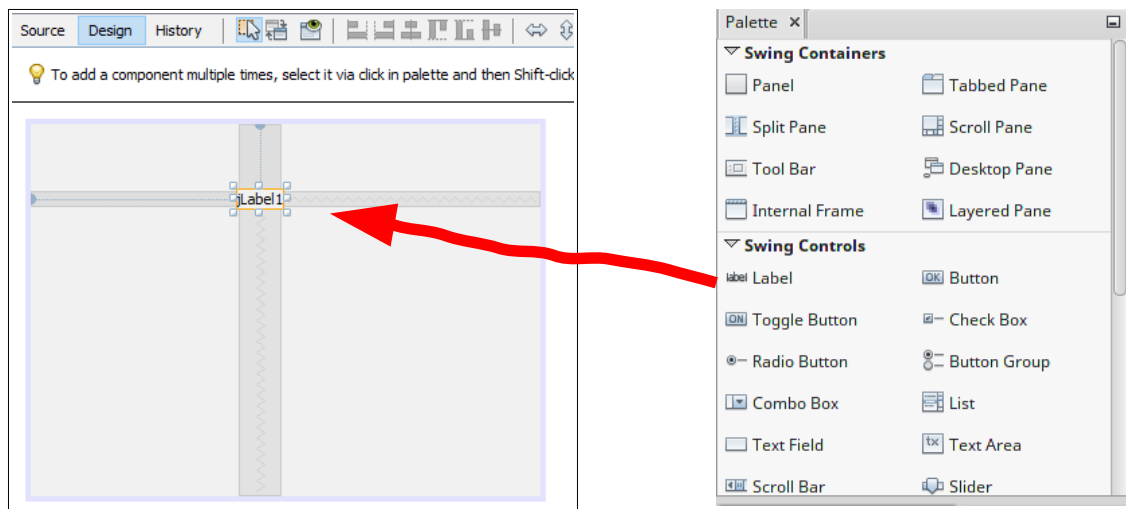 Source Design History
To add a component multiple times, select it via click in palette and then Shift-click
jLabel1
Palette ×
Swing Containers
Panel Tabbed Pane
Split Pane Scroll Pane
Tool Bar Desktop Pane
Internal Frame Layered Pane
Swing Controls
label Label OK Button
ON Toggle Button Check Box
Radio Button Button Group
Combo Box List
Text Field tx Text Area
Scroll Bar Slider